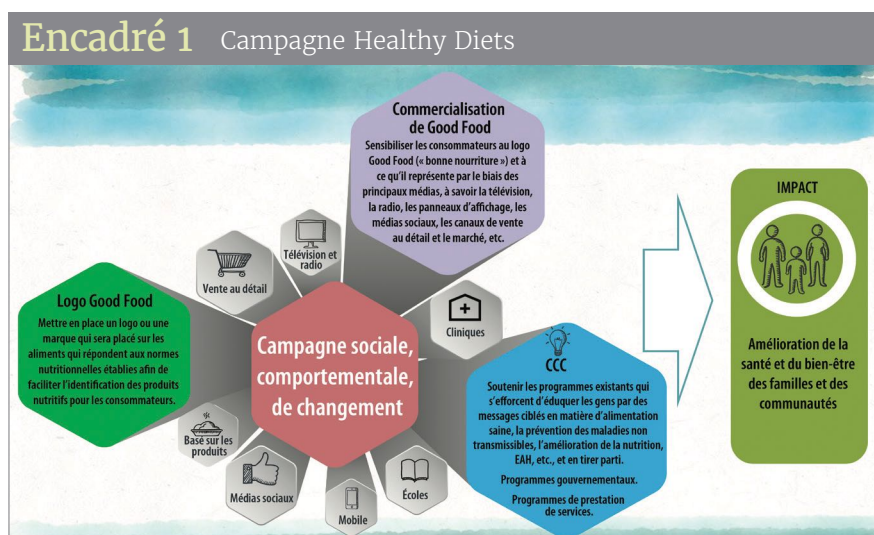 Encadré 1 Campagne Healthy Diets
Commercialisation
de Good Food
Sensibiliser les consommateurs au logo
Good Food (« bonne nourriture ») et à
ce qu'il représente par le biais des
principaux médias, à savoir la télévision,
la radio, les panneaux d'affichage, les
médias sociaux, les canaux de vente
au détail et le marché, etc.
Télévision et
radio
Vente au détail
Logo Good Food
Mettre en place un logo ou une
marque qui sera placé sur les
aliments qui répondent aux normes
nutritionnelles établies afin de
faciliter l'identification des produits
nutritifs pour les consommateurs.
Campagne sociale,
comportementale,
de changement
Cliniques
CCC
Soutenir les programmes existants qui
s'efforcent d'éduquer les gens par des
messages ciblés en matière d'alimentation
saine, la prévention des maladies non
transmissibles, l'amélioration de la nutrition,
EAH, etc., et en tirer parti.
Programmes gouvernementaux.
Programmes de prestation
de services.
Basé sur les
produits
Médias sociaux
Mobile
Écoles
IMPACT
Amélioration de la
santé et du bien-être
des familles et des
communautés